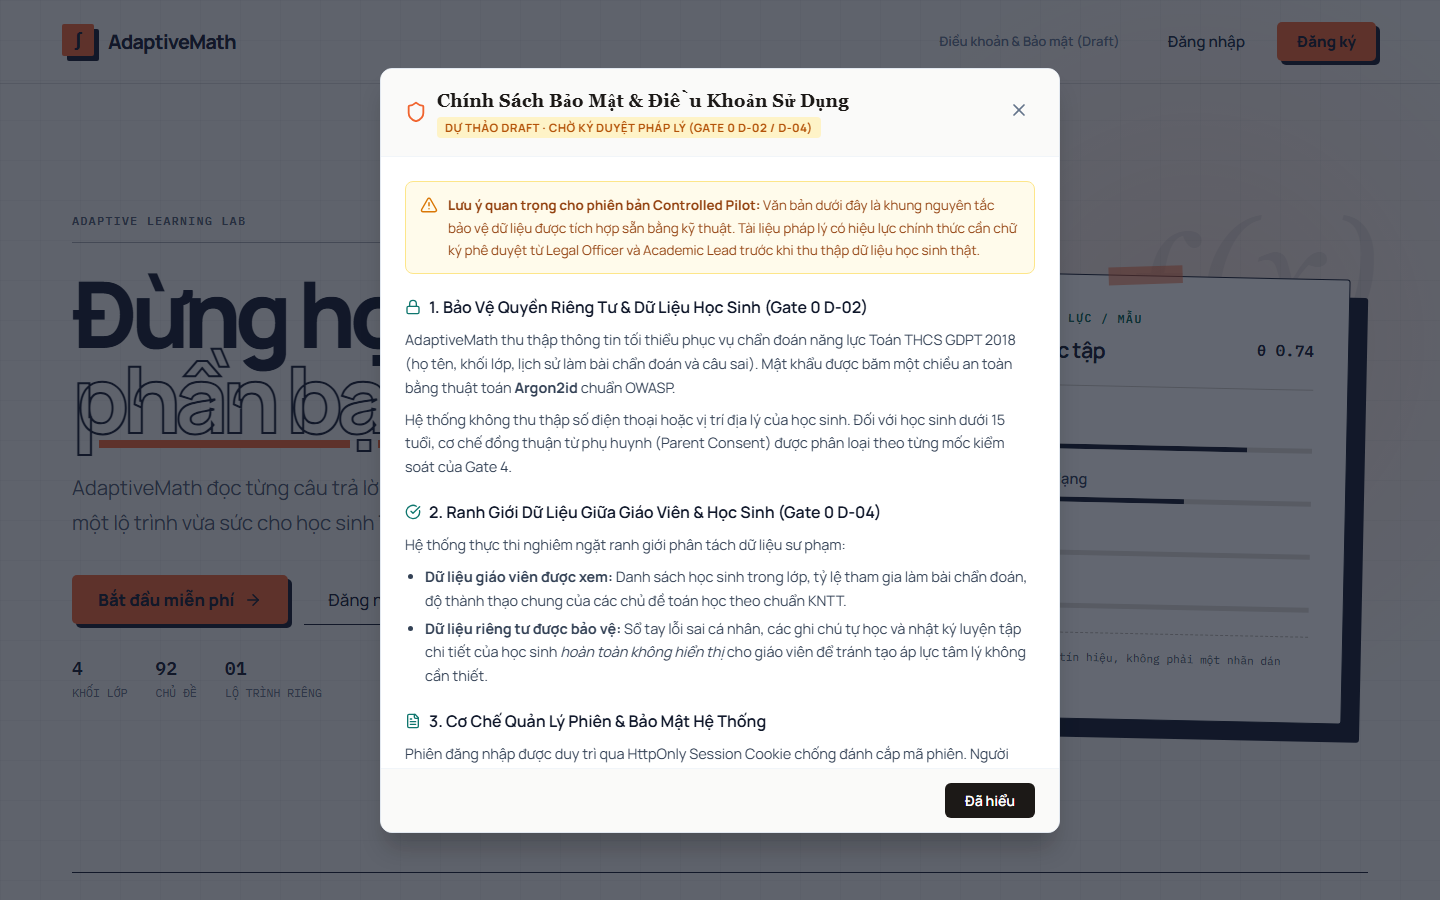 ∫ AdaptiveMath
Điều khoản & Bảo mật (Draft)
Đăng nhập
Đăng ký
ADAPTIVE LEARNING LAB
Đừng họ
phần bạ
AdaptiveMath đọc từng câu trả lờ
một lộ trình vừa sức cho học sinh
Bắt đầu miễn phí →
Đăng n
4
92
01
KHỐI LỚP
CHỦ ĐỀ
LỘ TRÌNH RIÊNG
Chính Sách Bảo Mật & Điều Khoản Sử Dụng
DỰ THẢO DRAFT · CHỜ KÝ DUYỆT PHÁP LÝ (GATE 0 D-02 / D-04)
Lưu ý quan trọng cho phiên bản Controlled Pilot: Văn bản dưới đây là khung nguyên tắc
bảo vệ dữ liệu được tích hợp sẵn bằng kỹ thuật. Tài liệu pháp lý có hiệu lực chính thức cần chữ
ký phê duyệt từ Legal Officer và Academic Lead trước khi thu thập dữ liệu học sinh thật.
1. Bảo Vệ Quyền Riêng Tư & Dữ Liệu Học Sinh (Gate 0 D-02)
AdaptiveMath thu thập thông tin tối thiểu phục vụ chẩn đoán năng lực Toán THCS GDPT 2018
(họ tên, khối lớp, lịch sử làm bài chẩn đoán và câu sai). Mật khẩu được băm một chiều an toàn
bằng thuật toán Argon2id chuẩn OWASP.
Hệ thống không thu thập số điện thoại hoặc vị trí địa lý của học sinh. Đối với học sinh dưới 15
tuổi, cơ chế đồng thuận từ phụ huynh (Parent Consent) được phân loại theo từng mốc kiểm
soát của Gate 4.
2. Ranh Giới Dữ Liệu Giữa Giáo Viên & Học Sinh (Gate 0 D-04)
Hệ thống thực thi nghiêm ngặt ranh giới phân tách dữ liệu sư phạm:
• Dữ liệu giáo viên được xem: Danh sách học sinh trong lớp, tỷ lệ tham gia làm bài chẩn đoán,
độ thành thạo chung của các chủ đề toán học theo chuẩn KNTT.
• Dữ liệu riêng tư được bảo vệ: Sổ tay lỗi sai cá nhân, các ghi chú tự học và nhật ký luyện tập
chi tiết của học sinh hoàn toàn không hiển thị cho giáo viên để tránh tạo áp lực tâm lý không
cần thiết.
3. Cơ Chế Quản Lý Phiên & Bảo Mật Hệ Thống
Phiên đăng nhập được duy trì qua HttpOnly Session Cookie chống đánh cắp mã phiên. Người
Đã hiểu
f(x)
LỰC / MẪU
c tập
θ 0.74
ạng
tín hiệu, không phải một nhãn dán